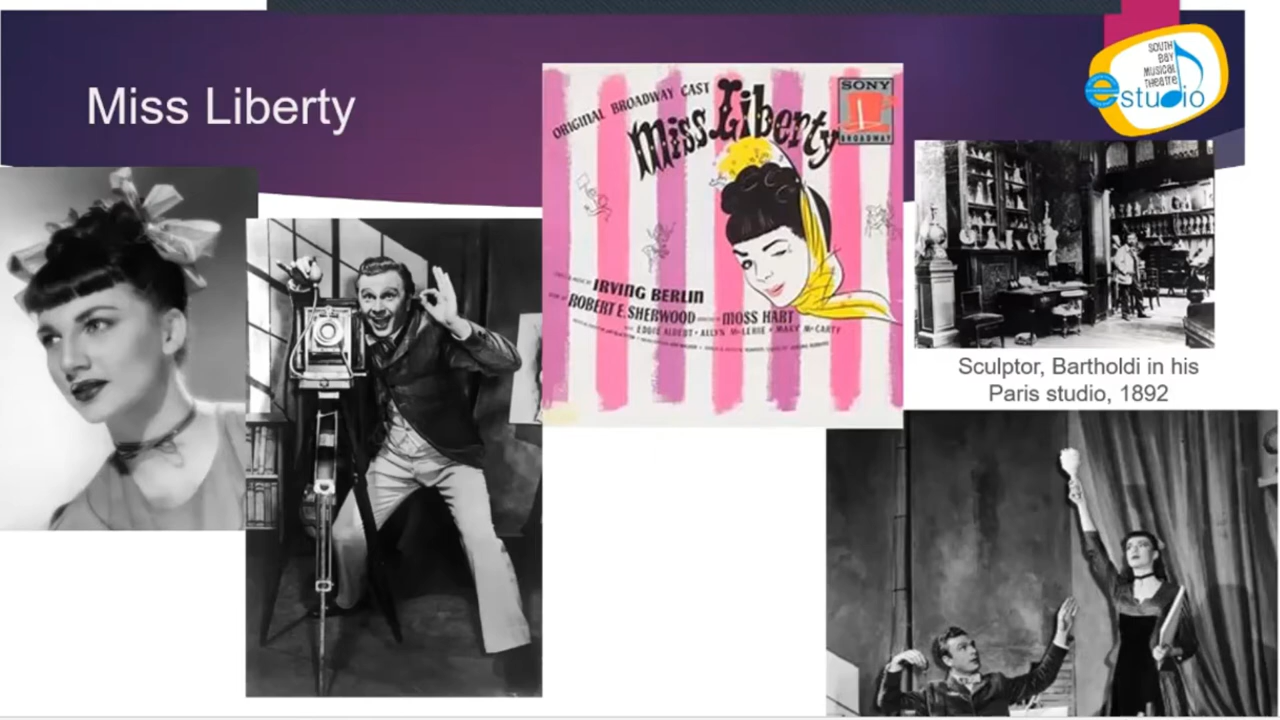 Miss Liberty
SOUTH
BAY
MUSICAL
THEATRE
estudio
ORIGINAL BROADWAY CAST
Miss Liberty
SONY
BROADWAY
IRVING BERLIN
ROBERT E. SHERWOOD
MOSS HART
EDDIE ALBERT • ALLYN McLERIE • MARY McCARTY
Sculptor, Bartholdi in his
Paris studio, 1892